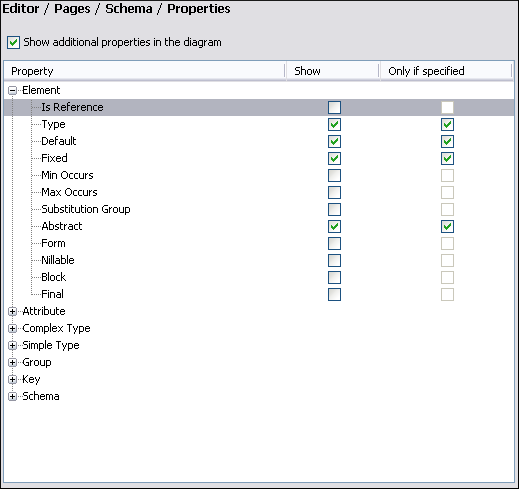 Editor / Pages / Schema / Properties
Show additional properties in the diagram
Property Show Only if specified
Element
Is Reference
Type
Default
Fixed
Min Occurs
Max Occurs
Substitution Group
Abstract
Form
Nillable
Block
Final
Attribute
Complex Type
Simple Type
Group
Key
Schema